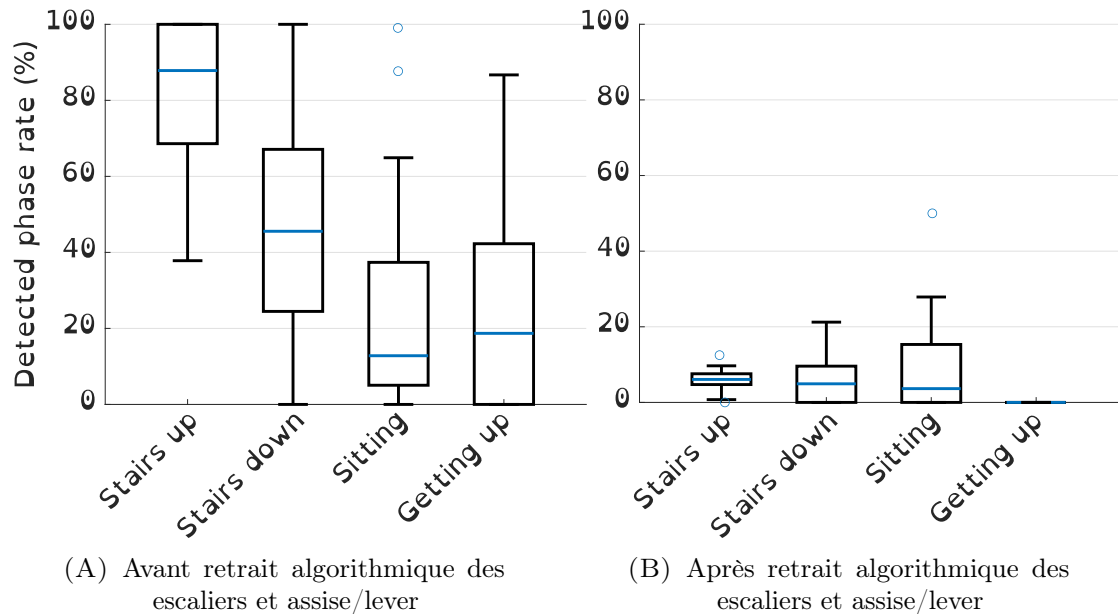 Detected phase rate (%)
100
80
60
40
20
0
Stairs up
Stairs down
Sitting
Getting up
(A) Avant retrait algorithmique des
escaliers et assise/lever
100
80
60
40
20
0
Stairs up
Stairs down
Sitting
Getting up
(B) Après retrait algorithmique des
escaliers et assise/lever